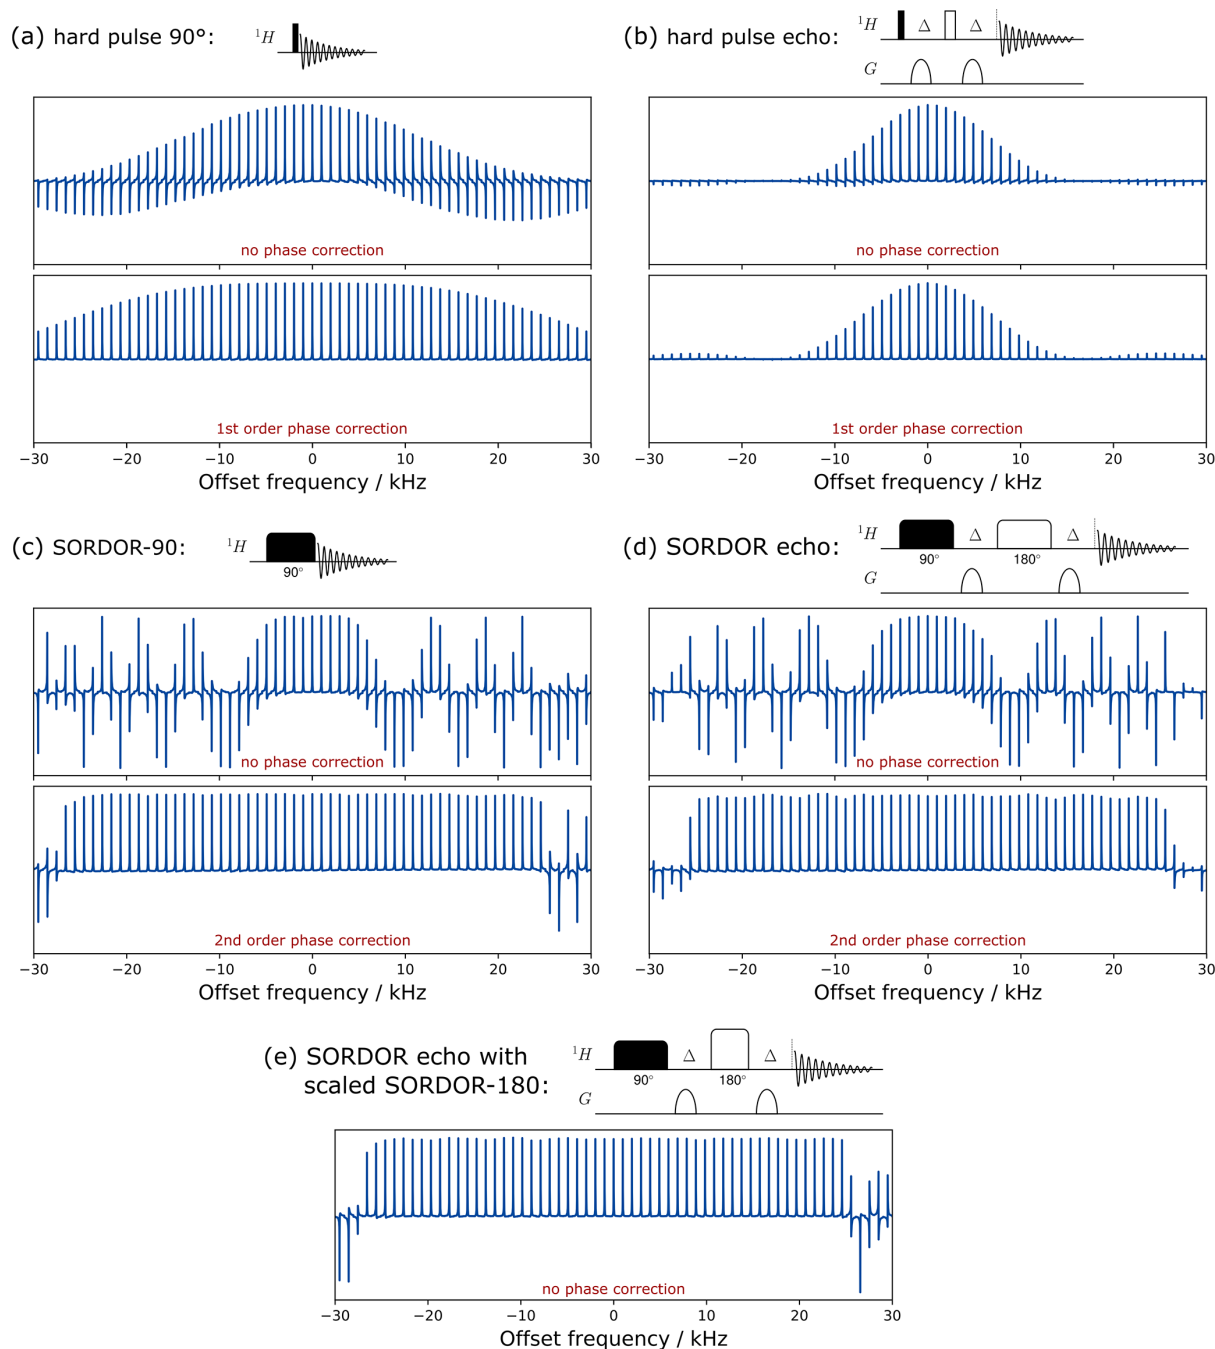 (a) hard pulse 90°:
¹H
no phase correction
1st order phase correction
−30 −20 −10 0 10 20 30
Offset frequency / kHz
(b) hard pulse echo:
¹H Δ Δ
G
no phase correction
1st order phase correction
−30 −20 −10 0 10 20 30
Offset frequency / kHz
(c) SORDOR-90:
¹H
90°
no phase correction
2nd order phase correction
−30 −20 −10 0 10 20 30
Offset frequency / kHz
(d) SORDOR echo:
¹H Δ Δ
90° 180°
G
no phase correction
2nd order phase correction
−30 −20 −10 0 10 20 30
Offset frequency / kHz
(e) SORDOR echo with
scaled SORDOR-180:
¹H Δ Δ
90° 180°
G
no phase correction
−30 −20 −10 0 10 20 30
Offset frequency / kHz